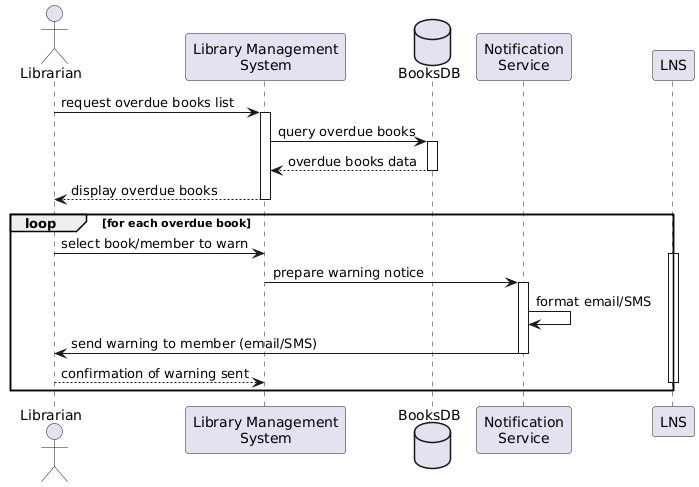 Librarian
Library Management
System
BooksDB
Notification
Service
LNS
request overdue books list
query overdue books
overdue books data
display overdue books
loop [for each overdue book]
select book/member to warn
prepare warning notice
format email/SMS
send warning to member (email/SMS)
confirmation of warning sent
Librarian
Library Management
System
BooksDB
Notification
Service
LNS